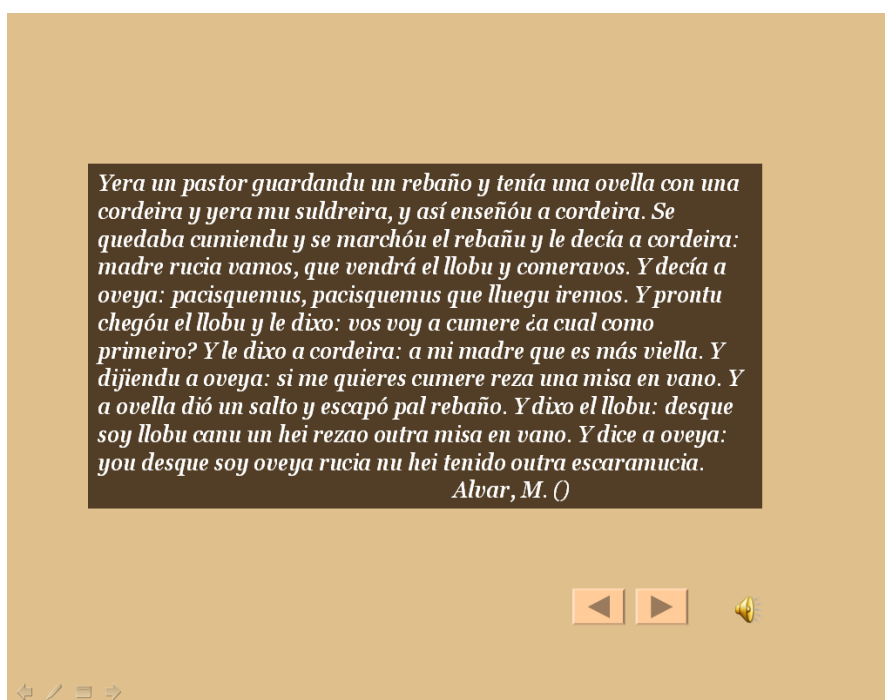 Yera un pastor guardandu un rebaño y tenía una ovella con una
cordeira y yera mu suldreira, y así enseñóu a cordeira. Se
quedaba cumiendu y se marchóu el rebañu y le decía a cordeira:
madre rucia vamos, que vendrá el llobu y comeravos. Y decía a
oveya: pacisquemus, pacisquemus que lluegu iremos. Y prontu
chegóu el llobu y le dixo: vos voy a cumere ¿a cual como
primeiro? Y le dixo a cordeira: a mi madre que es más viella. Y
dijiendu a oveya: si me quieres cumere reza una misa en vano. Y
a ovella dió un salto y escapó pal rebaño. Y dixo el llobu: desque
soy llobu canu un hei rezao outra misa en vano. Y dice a oveya:
you desque soy oveya rucia nu hei tenido outra escaramucia.
Alvar, M. ()